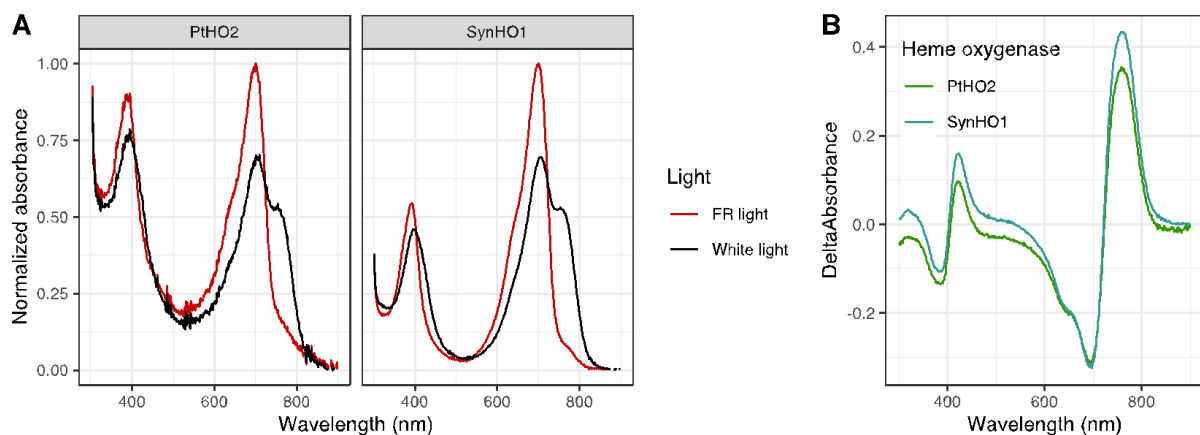 A
PtHO2
SynHO1
Normalized absorbance
1.00
0.75
0.50
0.25
0.00
400
600
800
400
600
800
Wavelength (nm)
Light
FR light
White light
B
Heme oxygenase
PtHO2
SynHO1
DeltaAbsorbance
0.4
0.2
0.0
-0.2
400
600
800
Wavelength (nm)